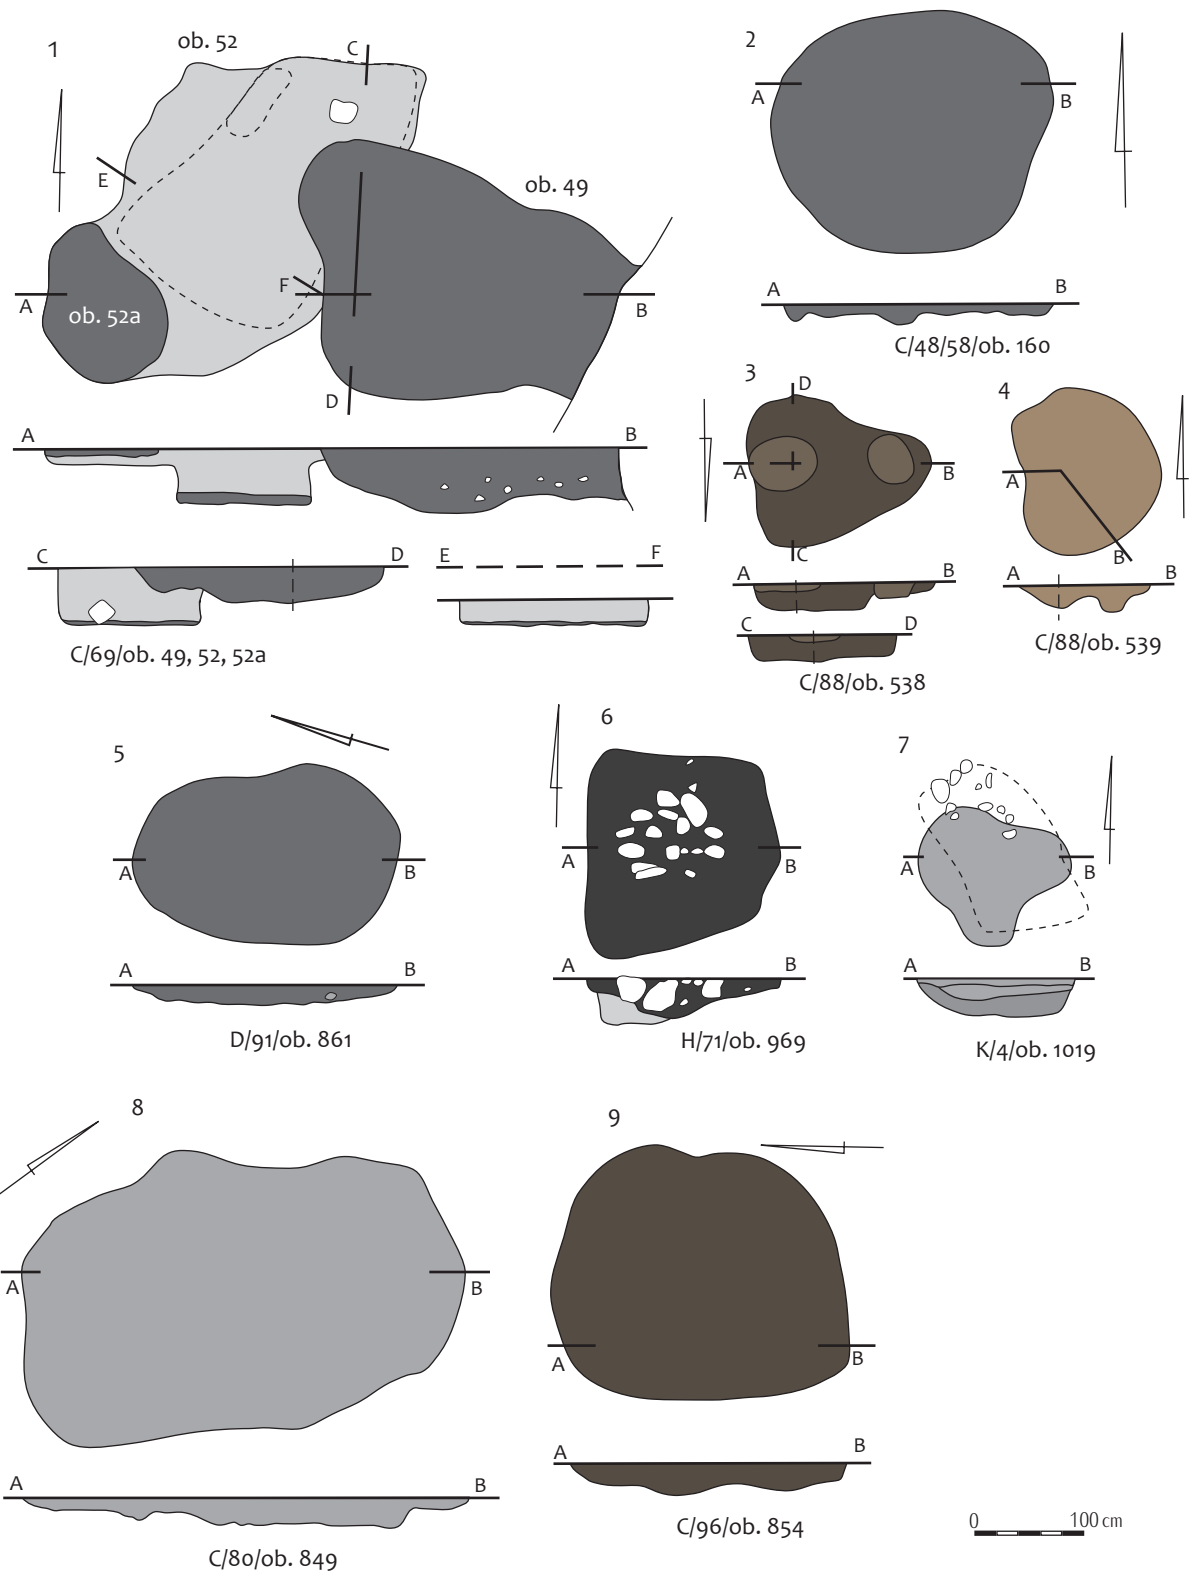 1
ob. 52
C
E
ob. 49
F
A
ob. 52a
B
D
A
B
C
D
E
F
C/69/ob. 49, 52, 52a
2
A
B
A
B
C/48/58/ob. 160
3
D
A
B
C
A
B
C
D
C/88/ob. 538
4
A
B
A
B
C/88/ob. 539
5
A
B
A
B
D/91/ob. 861
6
A
B
A
B
H/71/ob. 969
7
A
B
A
B
K/4/ob. 1019
8
A
B
A
B
C/80/ob. 849
9
A
B
A
B
C/96/ob. 854
0 100 cm